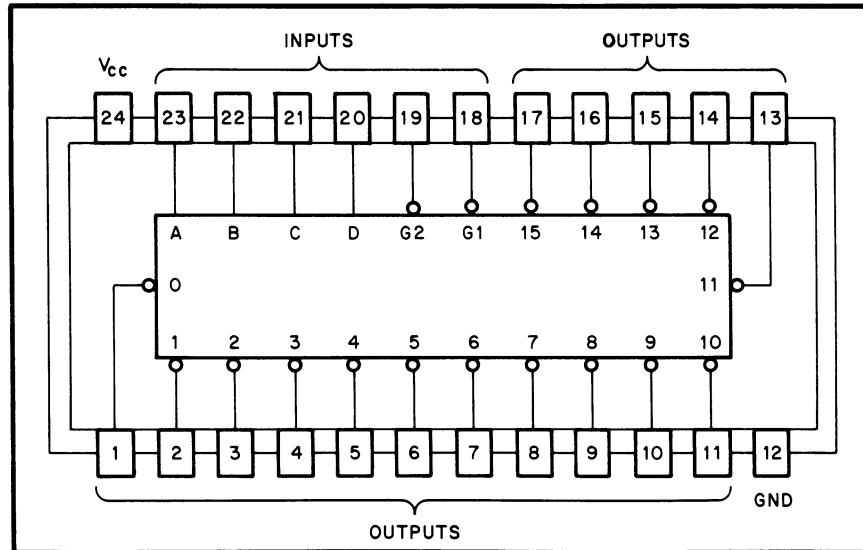 INPUTS OUTPUTS
Vcc
24 23 22 21 20 19 18 17 16 15 14 13
A B C D G2 G1 15 14 13 12
0 11
1 2 3 4 5 6 7 8 9 10
1 2 3 4 5 6 7 8 9 10 11 12
GND
OUTPUTS